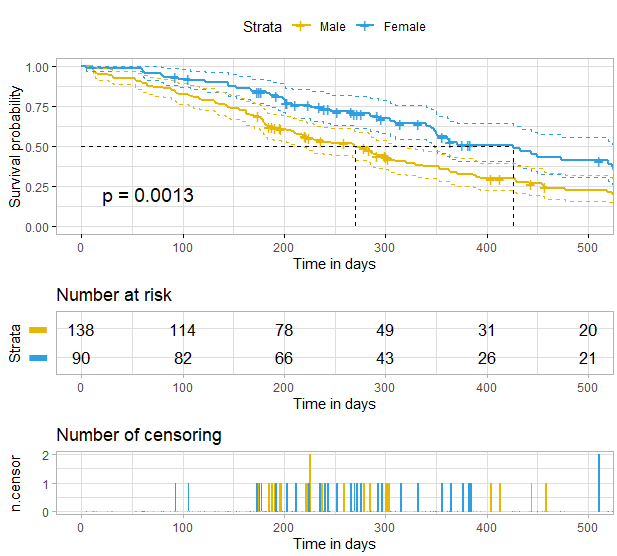 Strata Male Female
Survival probability
1.00
0.75
0.50
0.25
0.00
p = 0.0013
0 100 200 300 400 500
Time in days
Number at risk
Strata
138 114 78 49 31 20
90 82 66 43 26 21
0 100 200 300 400 500
Time in days
Number of censoring
n.censor
2
1
0
0 100 200 300 400 500
Time in days